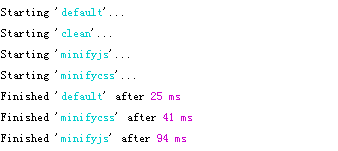 Starting 'default'...
Starting 'clean'...
Starting 'minifyjs'...
Starting 'minifycss'...
Finished 'default' after 25 ms
Finished 'minifycss' after 41 ms
Finished 'minifyjs' after 94 ms